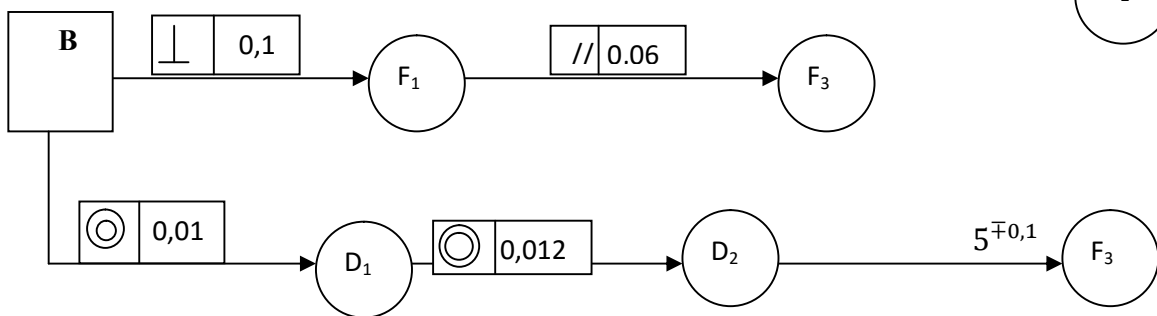 B
⊥ 0,1
F₁
// 0.06
F₃
◎ 0,01
D₁
◎ 0,012
D₂
5^∓0,1
F₃